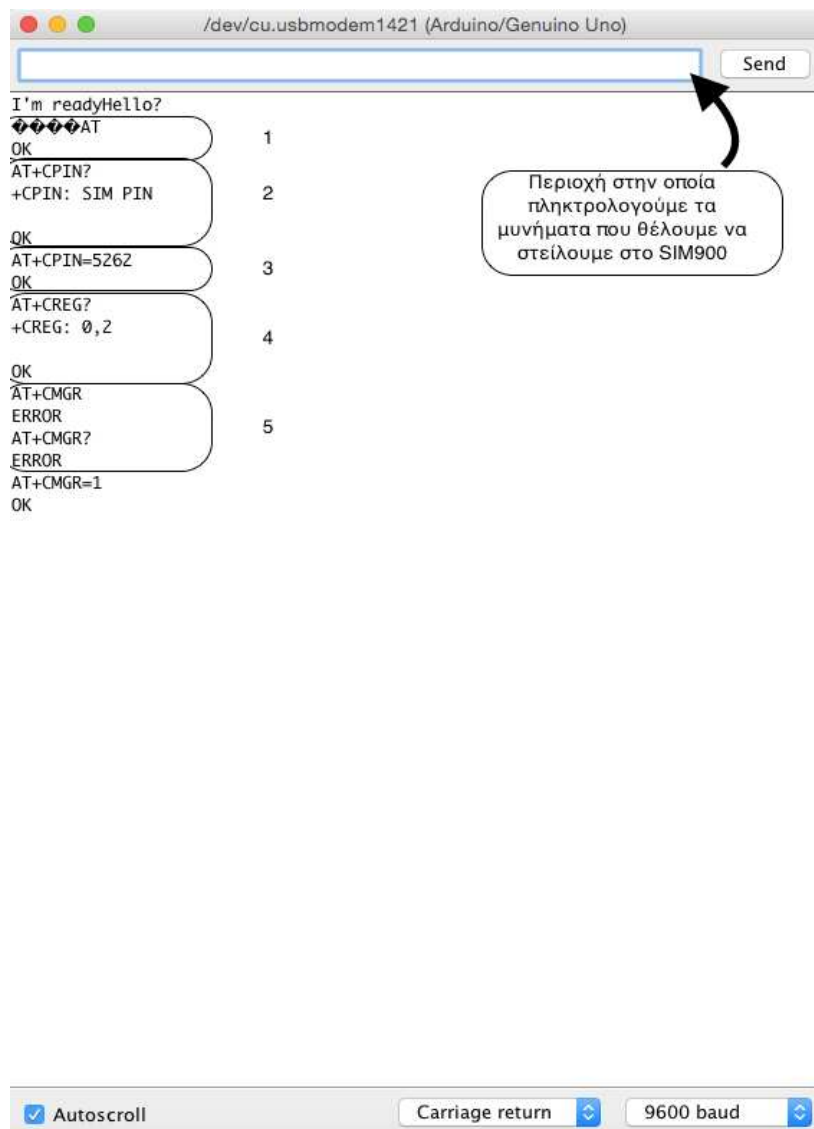 /dev/cu.usbmodem1421 (Arduino/Genuino Uno)
Send
I'm readyHello?
����AT
OK
1
AT+CPIN?
+CPIN: SIM PIN
OK
2
AT+CPIN=5262
OK
3
AT+CREG?
+CREG: 0,2
OK
4
AT+CMGR
ERROR
AT+CMGR?
ERROR
5
AT+CMGR=1
OK
Περιοχή στην οποία
πληκτρολογούμε τα
μυνήματα που θέλουμε να
στείλουμε στο SIM900
Autoscroll
Carriage return
9600 baud